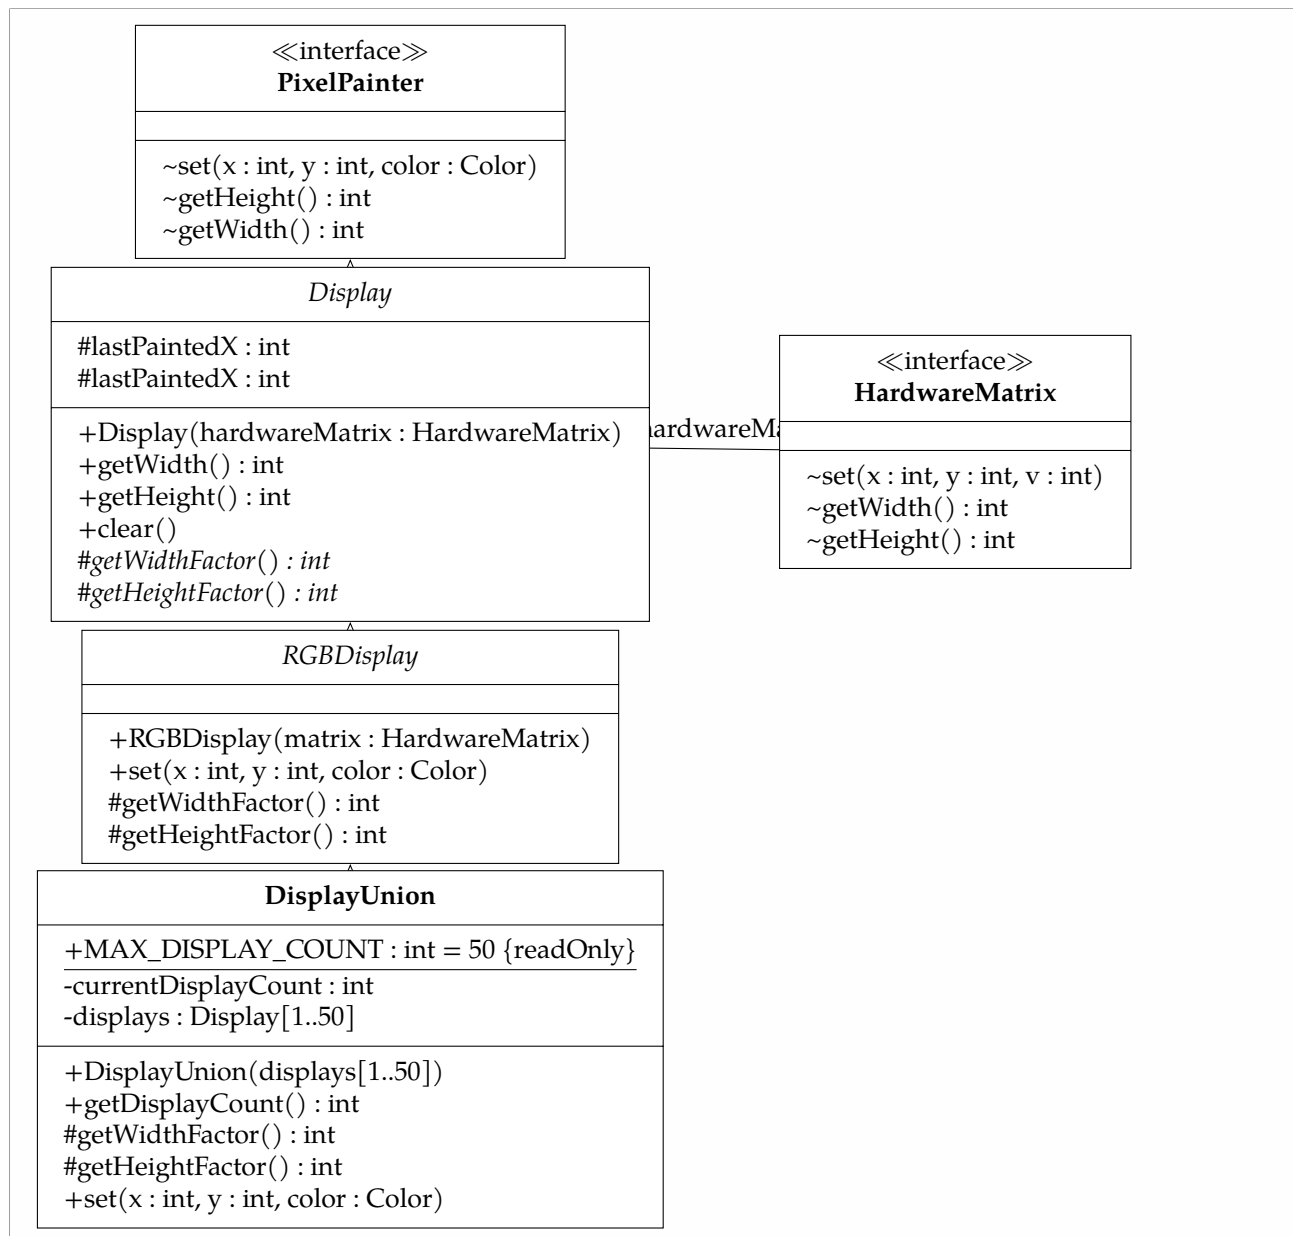 ≪interface≫
PixelPainter
~set(x : int, y : int, color : Color)
~getHeight() : int
~getWidth() : int
Display
#lastPaintedX : int
#lastPaintedX : int
+Display(hardwareMatrix : HardwareMatrix)
+getWidth() : int
+getHeight() : int
+clear()
#getWidthFactor() : int
#getHeightFactor() : int
≪interface≫
HardwareMatrix
~set(x : int, y : int, v : int)
~getWidth() : int
~getHeight() : int
RGBDisplay
+RGBDisplay(matrix : HardwareMatrix)
+set(x : int, y : int, color : Color)
#getWidthFactor() : int
#getHeightFactor() : int
DisplayUnion
+MAX_DISPLAY_COUNT : int = 50 {readOnly}
-currentDisplayCount : int
-displays : Display[1..50]
+DisplayUnion(displays[1..50])
+getDisplayCount() : int
#getWidthFactor() : int
#getHeightFactor() : int
+set(x : int, y : int, color : Color)